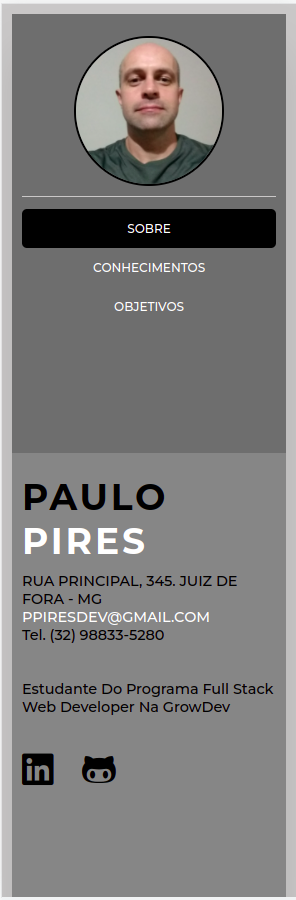 SOBRE
CONHECIMENTOS
OBJETIVOS
PAULO
PIRES
RUA PRINCIPAL, 345. JUIZ DE
FORA - MG
PPIRESDEV@GMAIL.COM
Tel. (32) 98833-5280
Estudante Do Programa Full Stack
Web Developer Na GrowDev
in